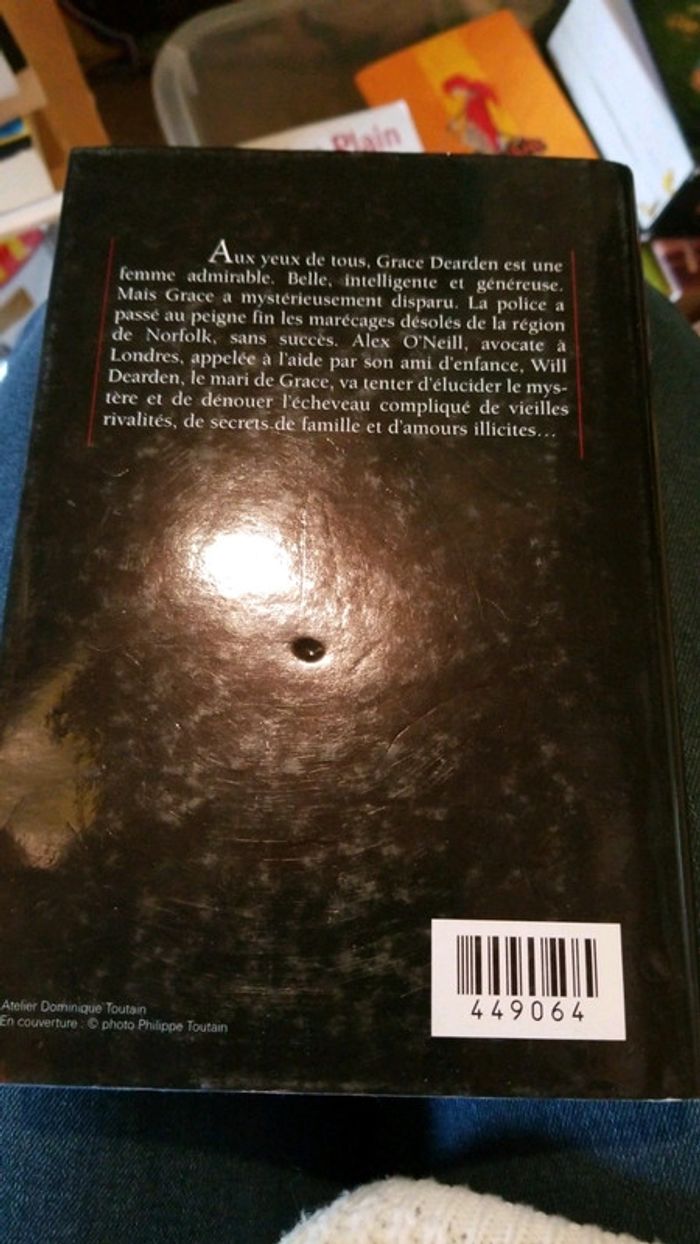 Plain
Aux yeux de tous, Grace Dearden est une
femme admirable. Belle, intelligente et généreuse.
Mais Grace a mystérieusement disparu. La police a
passé au peigne fin les marécages désolés de la région
de Norfolk, sans succès. Alex O'Neill, avocate à
Londres, appelée à l'aide par son ami d'enfance, Will
Dearden, le mari de Grace, va tenter d'élucider le mys-
tère et de dénouer l'écheveau compliqué de vieilles
rivalités, de secrets de famille et d'amours illicites...
449064
Atelier Dominique Toutain
En couverture : © photo Philippe Toutain